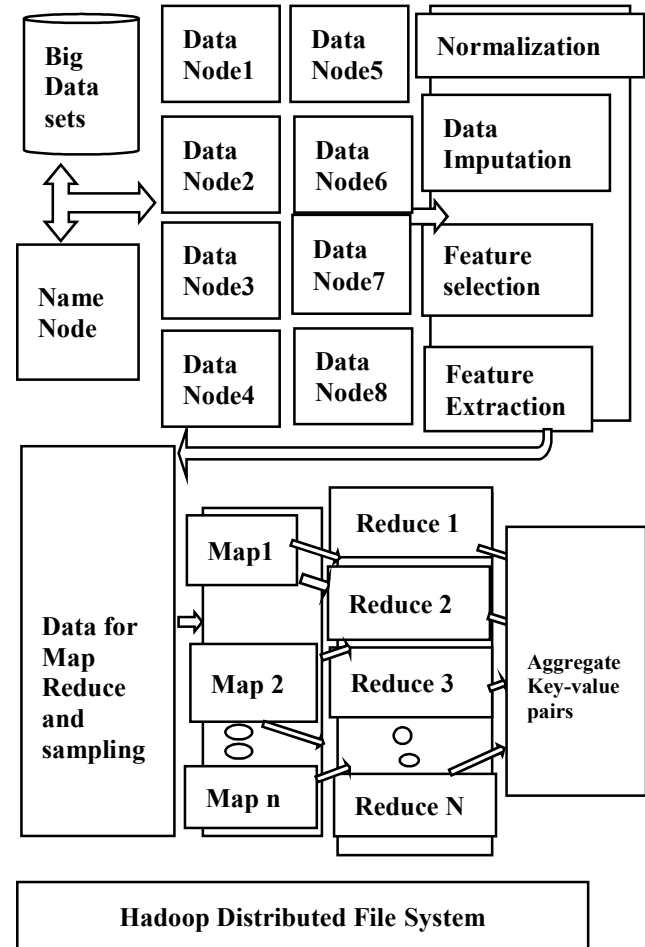 Big
Data
sets
Name
Node
Data
Node1
Data
Node2
Data
Node3
Data
Node4
Data
Node5
Data
Node6
Data
Node7
Data
Node8
Normalization
Data
Imputation
Feature
selection
Feature
Extraction
Data for
Map
Reduce
and
sampling
Map1
Map 2
Map n
Reduce 1
Reduce 2
Reduce 3
Reduce N
Aggregate
Key-value
pairs
Hadoop Distributed File System